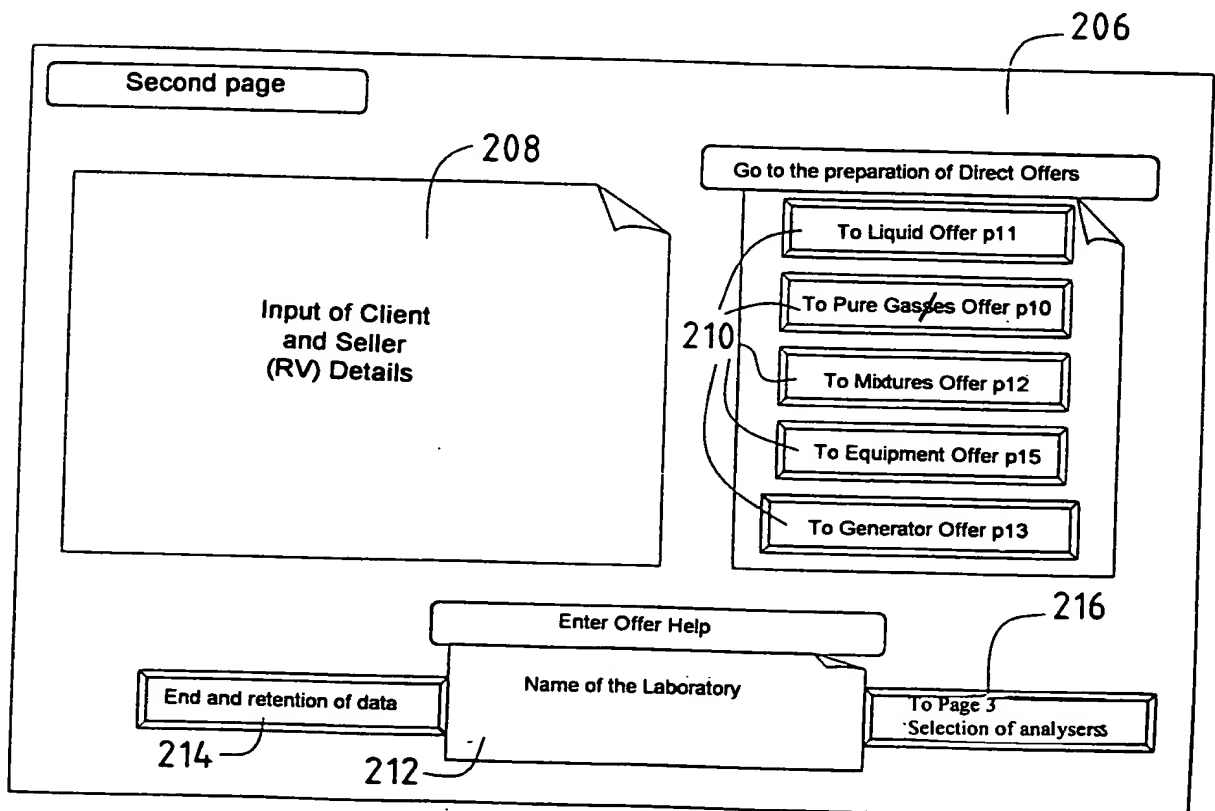 206
Second page
208
Go to the preparation of Direct Offers
To Liquid Offer p11
To Pure Gasses Offer p10
210
To Mixtures Offer p12
To Equipment Offer p15
To Generator Offer p13
Input of Client
and Seller
(RV) Details
Enter Offer Help
216
End and retention of data
Name of the Laboratory
To Page 3
Selection of analyserss
214
212